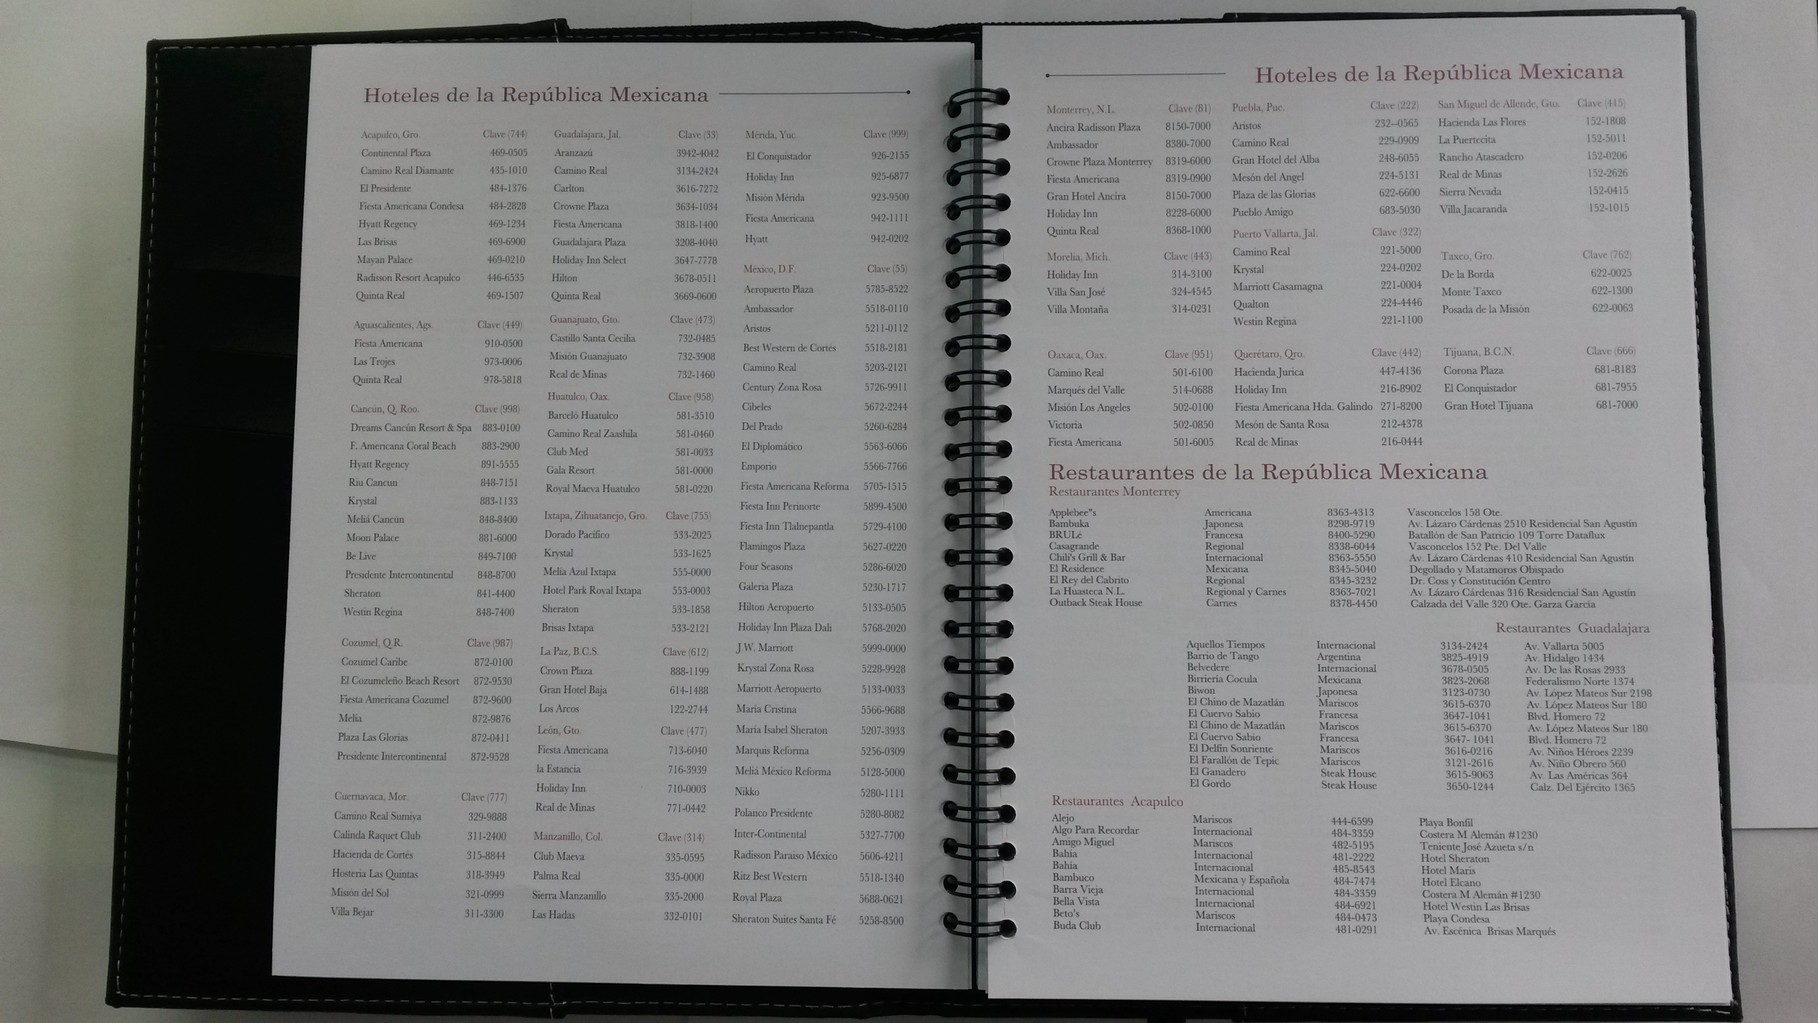 Hoteles de la República Mexicana
Acapulco, Gro. Clave (744)
Continental Plaza 469-0505
Camino Real Diamante 435-1010
El Presidente 484-1376
Fiesta Americana Condesa 484-2828
Hyatt Regency 469-1234
Las Brisas 469-6900
Mayan Palace 469-0210
Radisson Resort Acapulco 446-6535
Quinta Real 469-1507
Aguascalientes, Ags. Clave (449)
Fiesta Americana 910-0500
Las Trojes 973-0006
Quinta Real 978-5818
Cancún, Q. Roo. Clave (998)
Dreams Cancún Resort & Spa 883-0100
F. Americana Coral Beach 883-2900
Hyatt Regency 891-5555
Riu Cancun 848-7151
Krystal 883-1133
Meliá Cancún 848-8400
Moon Palace 881-6000
Be Live 849-7100
Presidente Intercontinental 848-8700
Sheraton 841-4400
Westin Regina 848-7400
Cozumel, Q.R. Clave (987)
Cozumel Caribe 872-0100
El Cozumeleño Beach Resort 872-9530
Fiesta Americana Cozumel 872-9600
Melía 872-9876
Plaza Las Glorias 872-0411
Presidente Intercontinental 872-9528
Cuernavaca, Mor. Clave (777)
Camino Real Sumiya 329-9888
Calinda Raquet Club 311-2400
Hacienda de Cortés 315-8844
Hosteria Las Quintas 318-3949
Misión del Sol 321-0999
Villa Bejar 311-3300
Guadalajara, Jal. Clave (33)
Aranzazú 3942-4042
Camino Real 3134-2424
Carlton 3616-7272
Crowne Plaza 3634-1034
Fiesta Americana 3818-1400
Guadalajara Plaza 3208-4040
Holiday Inn Select 3647-7778
Hilton 3678-0511
Quinta Real 3669-0600
Guanajuato, Gto. Clave (473)
Castillo Santa Cecilia 732-0485
Misión Guanajuato 732-3908
Real de Minas 732-1460
Huatulco, Oax. Clave (958)
Barceló Huatulco 581-3510
Camino Real Zaashila 581-0460
Club Med 581-0033
Gala Resort 581-0000
Royal Maeva Huatulco 581-0220
Ixtapa, Zihuatanejo, Gro. Clave (755)
Dorado Pacífico 533-2025
Krystal 533-1625
Melía Azul Ixtapa 555-0000
Hotel Park Royal Ixtapa 553-0003
Sheraton 533-1858
Brisas Ixtapa 533-2121
La Paz, B.C.S. Clave (612)
Crown Plaza 888-1199
Gran Hotel Baja 614-1488
Los Arcos 122-2744
León, Gto. Clave (477)
Fiesta Americana 713-6040
la Estancia 716-3939
Holiday Inn 710-0003
Real de Minas 771-0442
Manzanillo, Col. Clave (314)
Club Maeva 335-0595
Palma Real 335-0000
Sierra Manzanillo 335-2000
Las Hadas 332-0101
Mérida, Yuc. Clave (999)
El Conquistador 926-2155
Holiday Inn 925-6877
Misión Mérida 923-9500
Fiesta Americana 942-1111
Hyatt 942-0202
México, D.F. Clave (55)
Aeropuerto Plaza 5785-8522
Ambassador 5518-0110
Aristos 5211-0112
Best Western de Cortés 5518-2181
Camino Real 5203-2121
Century Zona Rosa 5726-9911
Cibeles 5672-2244
Del Prado 5260-6284
El Diplomático 5563-6066
Emporio 5566-7766
Fiesta Americana Reforma 5705-1515
Fiesta Inn Perinorte 5899-4500
Fiesta Inn Tlalnepantla 5729-4100
Flamingos Plaza 5627-0220
Four Seasons 5286-6020
Galeria Plaza 5230-1717
Hilton Aeropuerto 5133-0505
Holiday Inn Plaza Dali 5768-2020
J.W. Marriott 5999-0000
Krystal Zona Rosa 5228-9928
Marriott Aeropuerto 5133-0033
María Cristina 5566-9688
Maria Isabel Sheraton 5207-3933
Marquis Reforma 5256-0309
Meliá México Reforma 5128-5000
Nikko 5280-1111
Polanco Presidente 5280-8082
Inter-Continental 5327-7700
Radisson Paraiso México 5606-4211
Ritz Best Western 5518-1340
Royal Plaza 5688-0621
Sheraton Suites Santa Fé 5258-8500
Hoteles de la República Mexicana
Monterrey, N.L. Clave (81)
Ancira Radisson Plaza 8150-7000
Ambassador 8380-7000
Crowne Plaza Monterrey 8319-6000
Fiesta Americana 8319-0900
Gran Hotel Ancira 8150-7000
Holiday Inn 8228-6000
Quinta Real 8368-1000
Morelia, Mich. Clave (443)
Holiday Inn 314-3100
Villa San José 324-4545
Villa Montaña 314-0231
Oaxaca, Oax. Clave (951)
Camino Real 501-6100
Marqués del Valle 514-0688
Misión Los Angeles 502-0100
Victoria 502-0850
Fiesta Americana 501-6005
Puebla, Pue. Clave (222)
Aristos 232--0565
Camino Real 229-0909
Gran Hotel del Alba 248-6055
Mesón del Angel 224-5131
Plaza de las Glorias 622-6600
Pueblo Amigo 683-5030
Puerto Vallarta, Jal. Clave (322)
Camino Real 221-5000
Krystal 224-0202
Marriott Casamagna 221-0004
Qualton 224-4446
Westin Regina 221-1100
Querétaro, Qro. Clave (442)
Hacienda Jurica 447-4136
Holiday Inn 216-8902
Fiesta Americana Hda. Galindo 271-8200
Mesón de Santa Rosa 212-4378
Real de Minas 216-0444
San Miguel de Allende, Gto. Clave (415)
Hacienda Las Flores 152-1808
La Puertecita 152-5011
Rancho Atascadero 152-0206
Real de Minas 152-2626
Sierra Nevada 152-0415
Villa Jacaranda 152-1015
Taxco, Gro. Clave (762)
De la Borda 622-0025
Monte Taxco 622-1300
Posada de la Misión 622-0063
Tijuana, B.C.N. Clave (666)
Corona Plaza 681-8183
El Conquistador 681-7955
Gran Hotel Tijuana 681-7000
Restaurantes de la República Mexicana
Restaurantes Monterrey
Applebee"s Americana 8363-4313 Vasconcelos 158 Ote.
Bambuka Japonesa 8298-9719 Av. Lázaro Cárdenas 2510 Residencial San Agustín
BRULé Francesa 8400-5290 Batallón de San Patricio 109 Torre Dataflux
Casagrande Regional 8338-6044 Vasconcelos 152 Pte. Del Valle
Chili's Grill & Bar Internacional 8363-5550 Av. Lázaro Cárdenas 410 Residencial San Agustín
El Residence Mexicana 8345-5040 Degollado y Matamoros Obispado
El Rey del Cabrito Regional 8345-3232 Dr. Coss y Constitución Centro
La Huasteca N.L. Regional y Carnes 8363-7021 Av. Lázaro Cárdenas 316 Residencial San Agustín
Outback Steak House Carnes 8378-4450 Calzada del Valle 320 Ote. Garza García
Restaurantes Guadalajara
Aquellos Tiempos Internacional 3134-2424 Av. Vallarta 5005
Barrio de Tango Argentina 3825-4919 Av. Hidalgo 1434
Belvedere Internacional 3678-0505 Av. De las Rosas 2933
Birriería Cocula Mexicana 3823-2068 Federalismo Norte 1374
Biwon Japonesa 3123-0730 Av. López Mateos Sur 2198
El Chino de Mazatlán Mariscos 3615-6370 Av. López Mateos Sur 180
El Cuervo Sabio Francesa 3647-1041 Blvd. Homero 72
El Chino de Mazatlán Mariscos 3615-6370 Av. López Mateos Sur 180
El Cuervo Sabio Francesa 3647- 1041 Blvd. Homero 72
El Delfín Sonriente Mariscos 3616-0216 Av. Niños Héroes 2239
El Farallón de Tepic Mariscos 3121-2616 Av. Niño Obrero 560
El Ganadero Steak House 3615-9063 Av. Las Américas 364
El Gordo Steak House 3650-1244 Calz. Del Ejército 1365
Restaurantes Acapulco
Alejo Mariscos 444-6599 Playa Bonfil
Algo Para Recordar Internacional 484-3359 Costera M Alemán #1230
Amigo Miguel Mariscos 482-5195 Teniente José Azueta s/n
Bahia Internacional 481-2222 Hotel Sheraton
Bahia Internacional 485-8543 Hotel Maris
Bambuco Mexicana y Española 484-7474 Hotel Elcano
Barra Vieja Internacional 484-3359 Costera M Alemán #1230
Bella Vista Internacional 484-6921 Hotel Westin Las Brisas
Beto's Mariscos 484-0473 Playa Condesa
Buda Club Internacional 481-0291 Av. Escénica Brisas Marqués